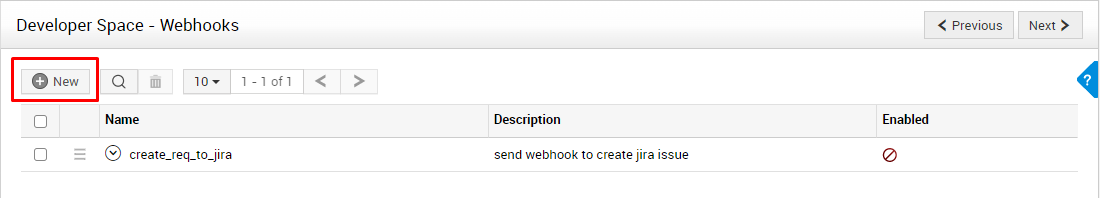 Developer Space - Webhooks
Previous
Next
New
10
1 - 1 of 1
?
Name Description Enabled
create_req_to_jira send webhook to create jira issue